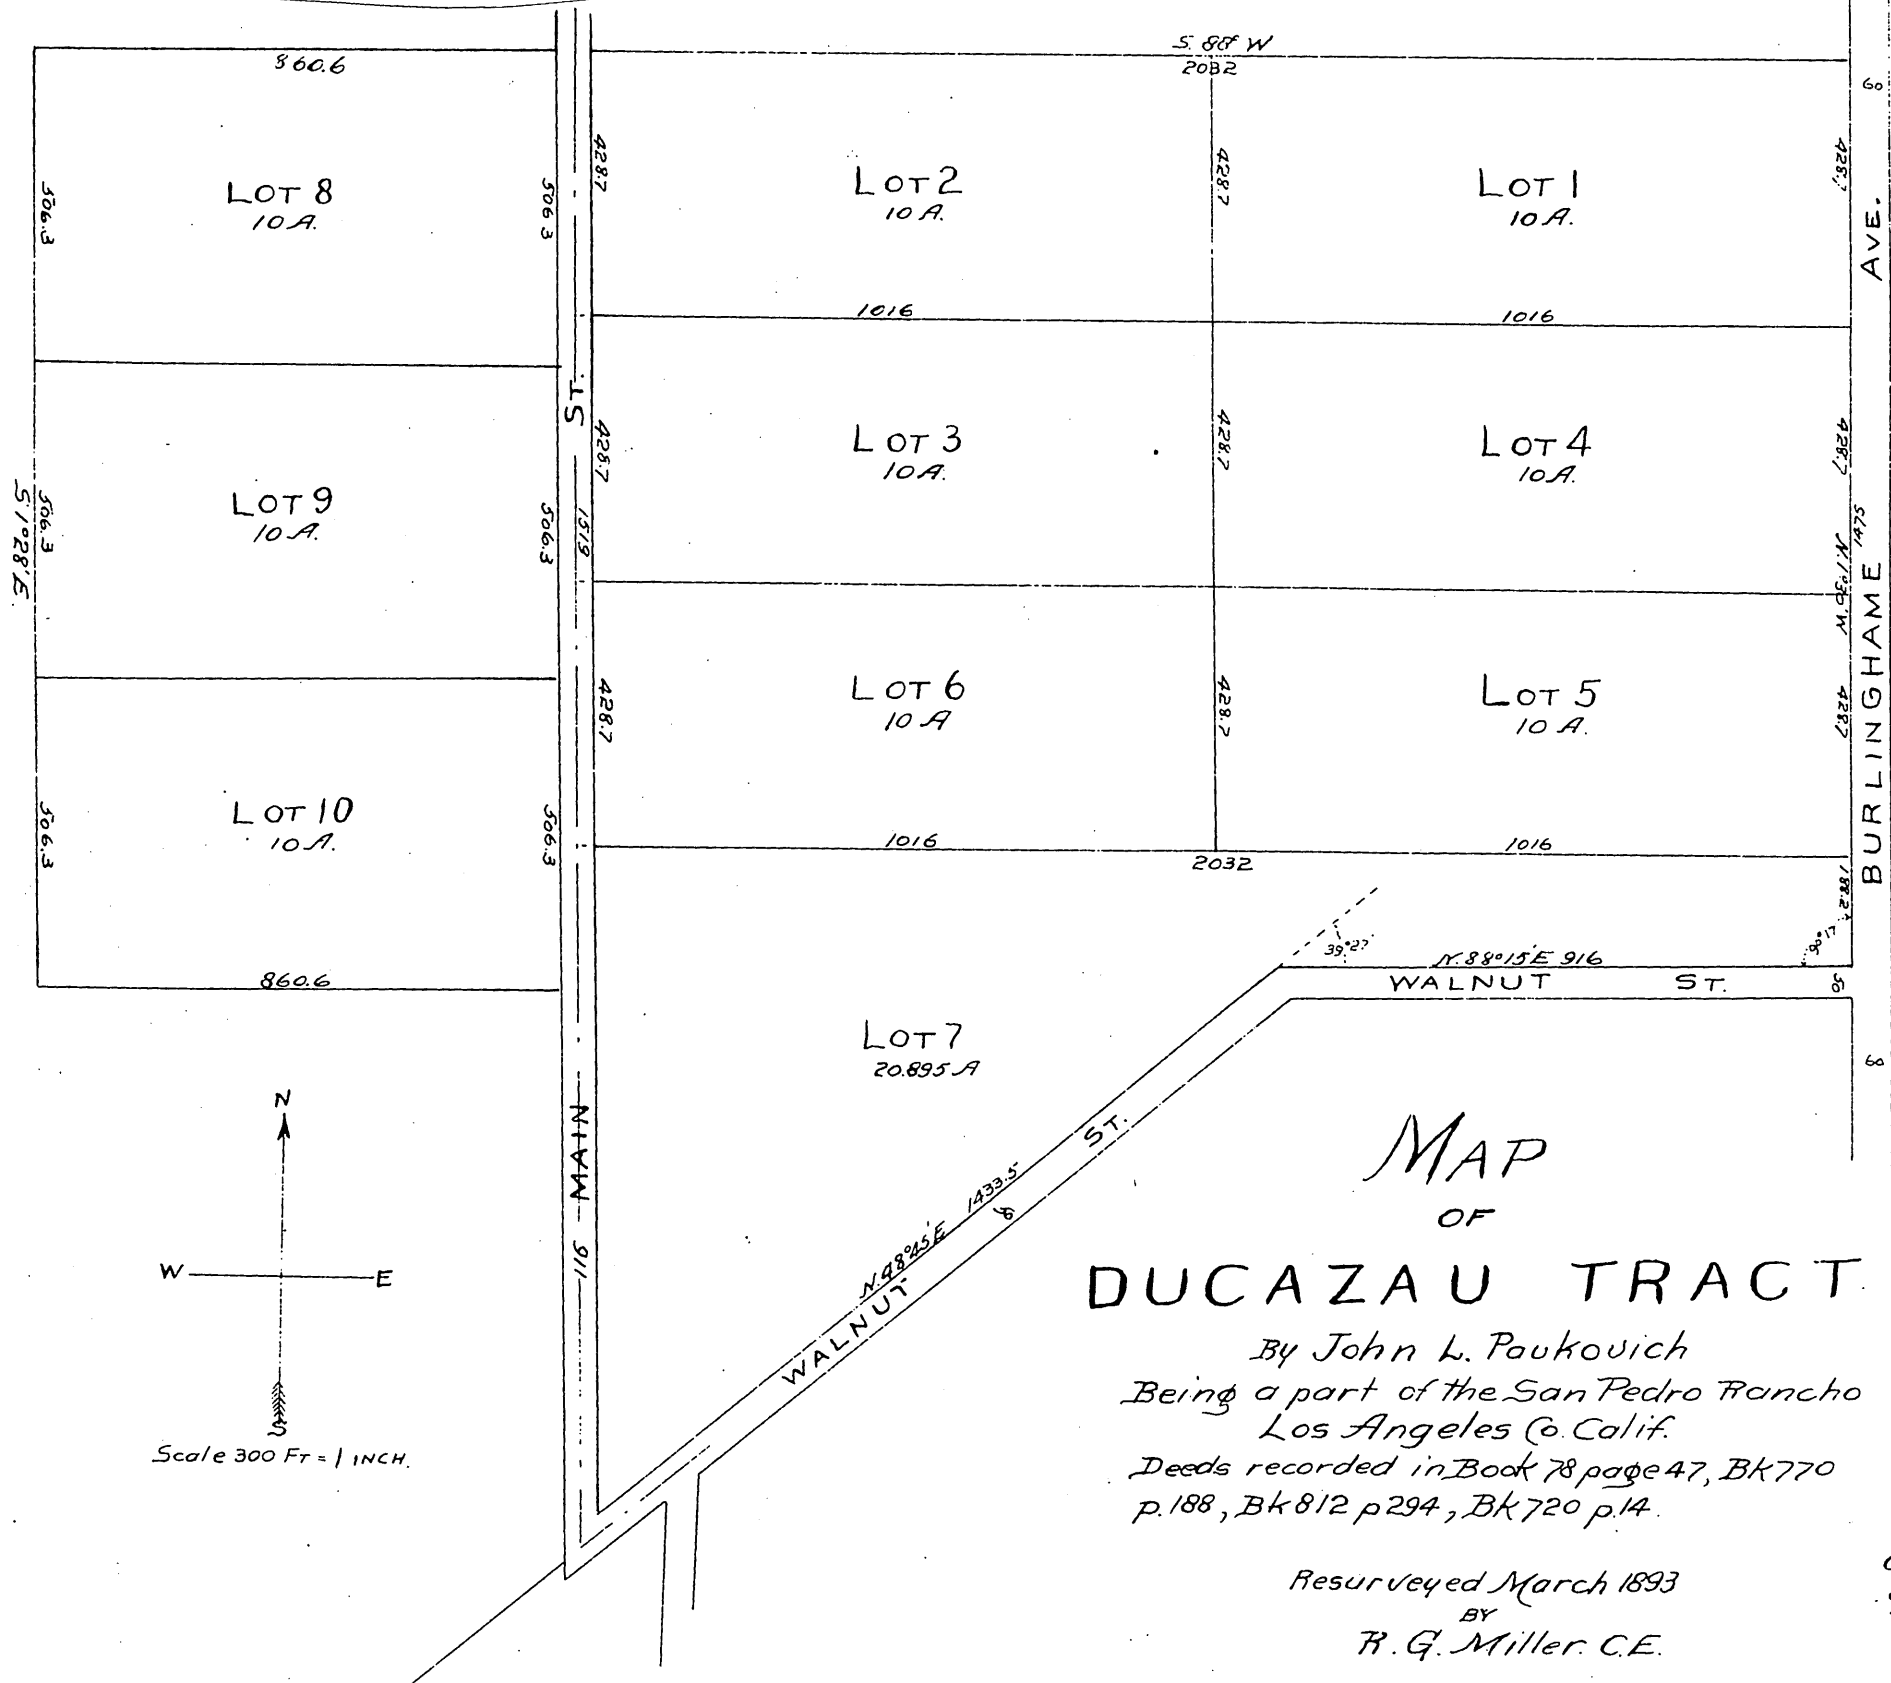 S. 88° W
860.6
2032
60
LOT 8
10 A.
506.3
506.3
428.7
LOT 2
10 A.
428.7
LOT 1
10 A.
428.7
AVE.
1016
1016
ST.
LOT 9
10 A.
506.3
S 1°28' E.
506.3
1519
428.7
LOT 3
10 A.
428.7
LOT 4
10 A.
428.7
1475
N. 1°30' W
BURLINGHAME
LOT 10
10 A.
506.3
506.3
428.7
LOT 6
10 A
428.7
LOT 5
10 A.
428.7
1016
1016
2032
188.2
860.6
39°27'
90°17'
N. 88°15' E 916
WALNUT ST.
50
60
LOT 7
20.895 A
MAIN
911
N. 48°45' E 1433.5
WALNUT ST.
N
W E
S
Scale 300 FT = 1 INCH.
MAP
OF
DUCAZAU TRACT
By John L. Paukovich
Being a part of the San Pedro Rancho
Los Angeles Co. Calif.
Deeds recorded in Book 78 page 47, Bk 770
p. 188, Bk 812 p 294, Bk 720 p. 14.
Resurveyed March 1893
BY
R. G. Miller. C.E.